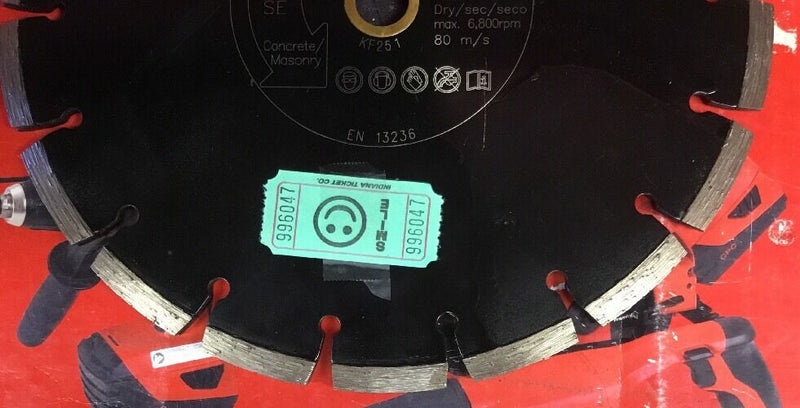 SE
Concrete/
Masonry
KF251
Dry/sec/seco
max. 6,800rpm
80 m/s
EN 13236
INDIANA TICKET CO.
996047
SMILE
996047